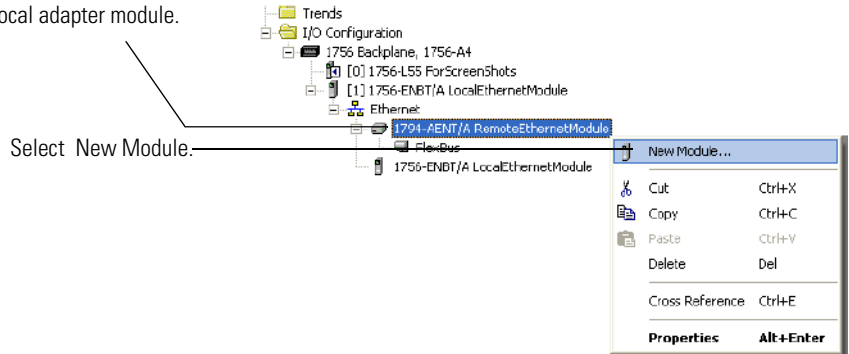 ocal adapter module.
Select New Module.
Trends
I/O Configuration
1756 Backplane, 1756-A4
[0] 1756-L55 ForScreenShots
[1] 1756-ENBT/A LocalEthernetModule
Ethernet
1794-AENT/A RemoteEthernetModule
FlexBus
1756-ENBT/A LocalEthernetModule
New Module...
Cut Ctrl+X
Copy Ctrl+C
Paste Ctrl+V
Delete Del
Cross Reference Ctrl+E
Properties Alt+Enter